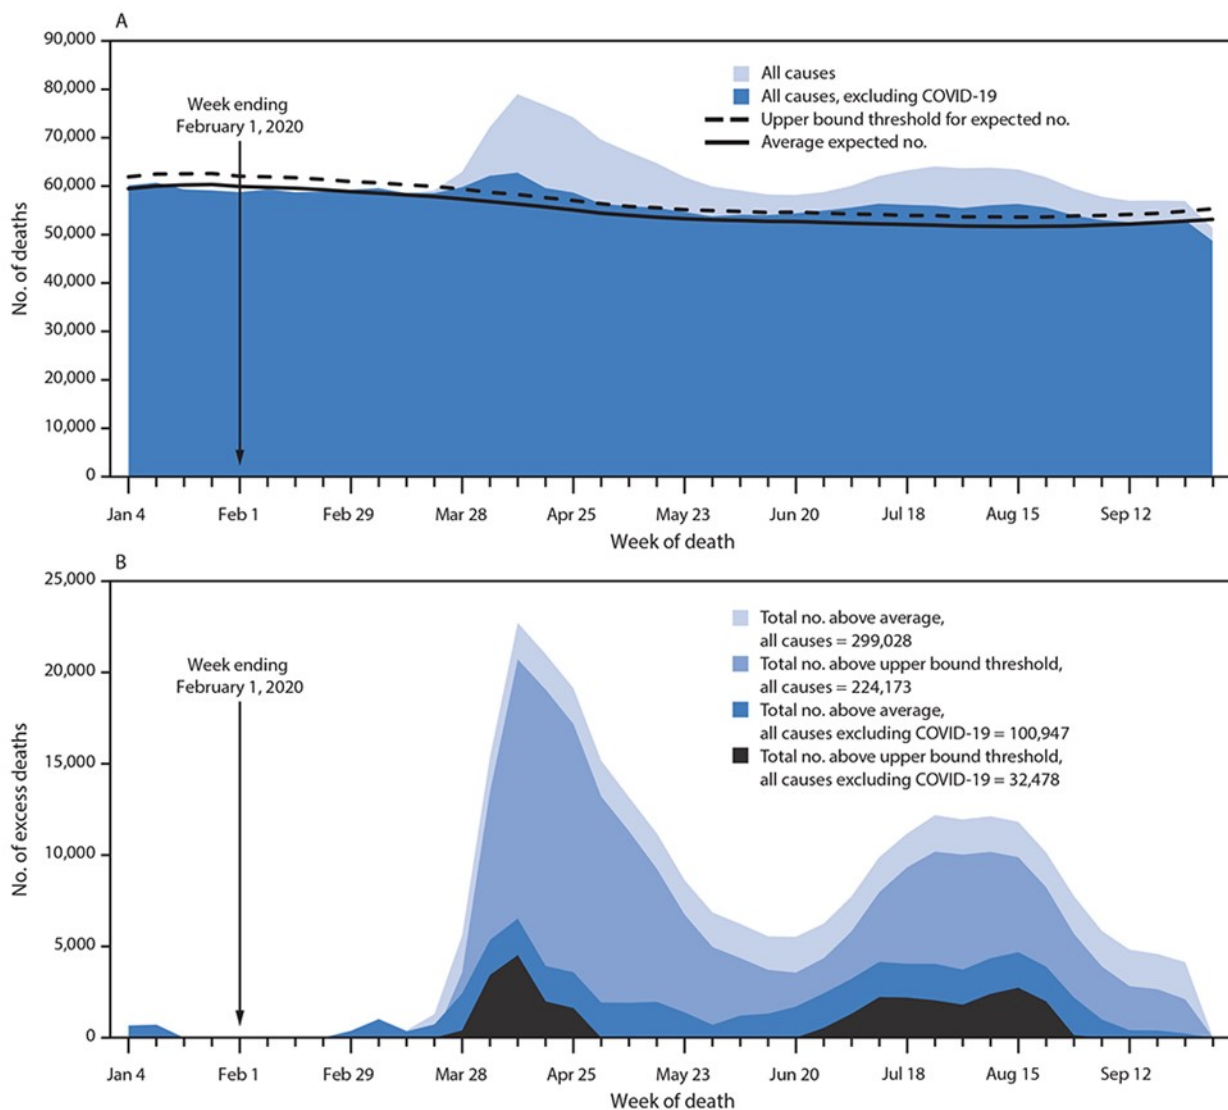 A
90,000
80,000
70,000
60,000
50,000
40,000
30,000
20,000
10,000
0
No. of deaths
Week ending
February 1, 2020
All causes
All causes, excluding COVID-19
Upper bound threshold for expected no.
Average expected no.
Jan 4
Feb 1
Feb 29
Mar 28
Apr 25
May 23
Jun 20
Jul 18
Aug 15
Sep 12
Week of death
B
25,000
20,000
15,000
10,000
5,000
0
No. of excess deaths
Week ending
February 1, 2020
Total no. above average,
all causes = 299,028
Total no. above upper bound threshold,
all causes = 224,173
Total no. above average,
all causes excluding COVID-19 = 100,947
Total no. above upper bound threshold,
all causes excluding COVID-19 = 32,478
Jan 4
Feb 1
Feb 29
Mar 28
Apr 25
May 23
Jun 20
Jul 18
Aug 15
Sep 12
Week of death